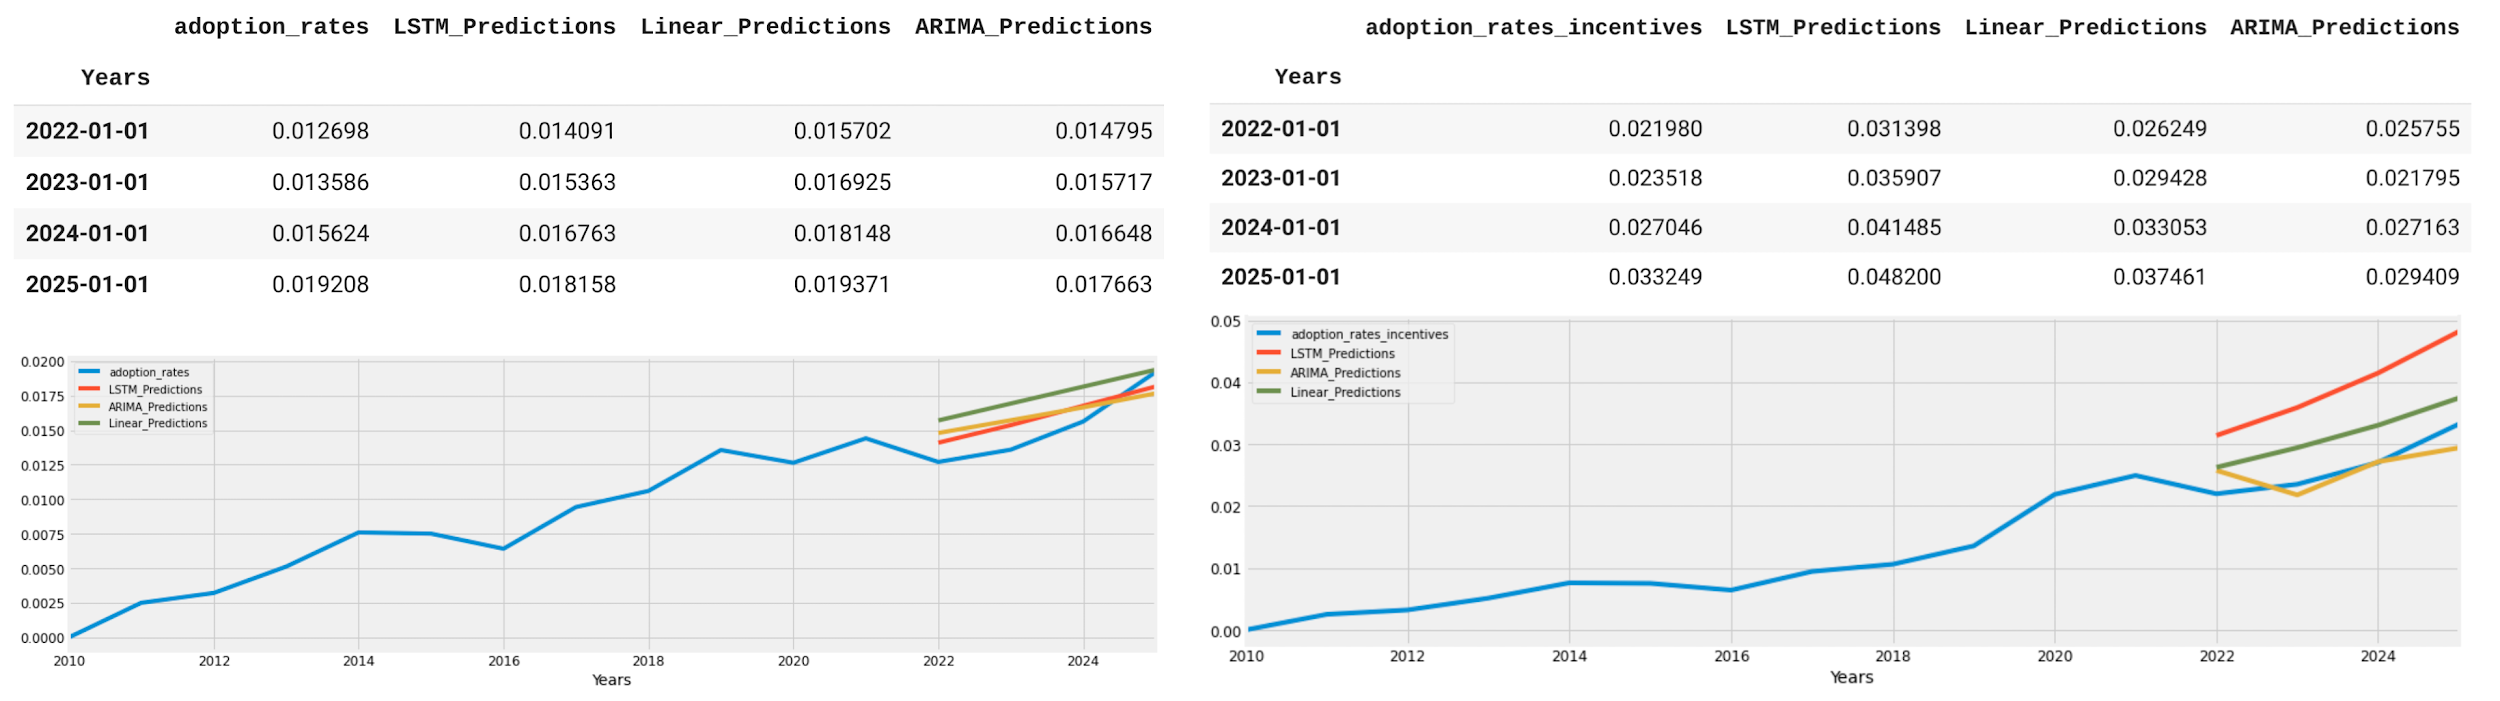 adoption_rates LSTM_Predictions Linear_Predictions ARIMA_Predictions
Years
2022-01-01 0.012698 0.014091 0.015702 0.014795
2023-01-01 0.013586 0.015363 0.016925 0.015717
2024-01-01 0.015624 0.016763 0.018148 0.016648
2025-01-01 0.019208 0.018158 0.019371 0.017663
0.0200
0.0175
0.0150
0.0125
0.0100
0.0075
0.0050
0.0025
0.0000
adoption_rates
LSTM_Predictions
ARIMA_Predictions
Linear_Predictions
2010 2012 2014 2016 2018 2020 2022 2024
Years
adoption_rates_incentives LSTM_Predictions Linear_Predictions ARIMA_Predictions
Years
2022-01-01 0.021980 0.031398 0.026249 0.025755
2023-01-01 0.023518 0.035907 0.029428 0.021795
2024-01-01 0.027046 0.041485 0.033053 0.027163
2025-01-01 0.033249 0.048200 0.037461 0.029409
0.05
0.04
0.03
0.02
0.01
0.00
adoption_rates_incentives
LSTM_Predictions
ARIMA_Predictions
Linear_Predictions
2010 2012 2014 2016 2018 2020 2022 2024
Years